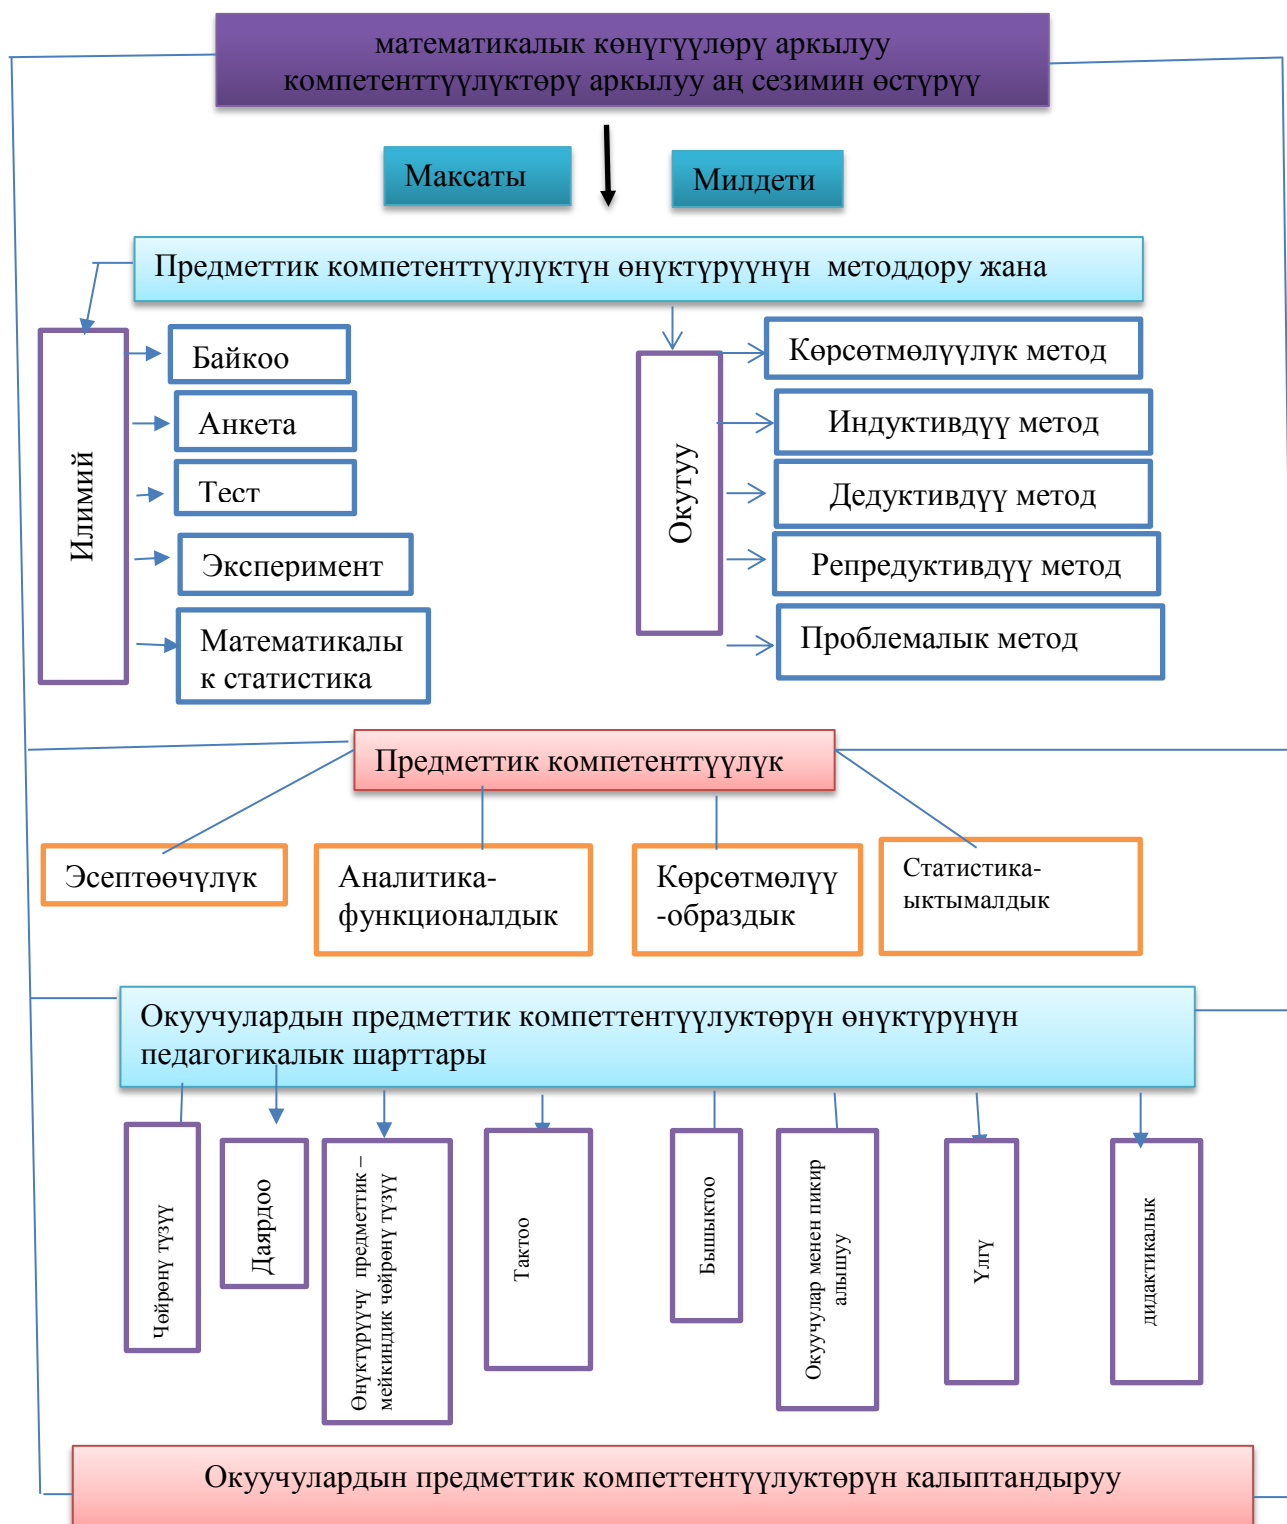 математикалык көнүгүүлөрү аркылуу
компетенттүүлүктөрү аркылуу аң сезимин өстүрүү
Максаты
Милдети
Предметтик компетенттүүлүктүн өнүктүрүүнүн методдору жана
Илимий
Байкоо
Анкета
Тест
Эксперимент
Математикалы
к статистика
Окутуу
Көрсөтмөлүүлүк метод
Индуктивдүү метод
Дедуктивдүү метод
Репредуктивдүү метод
Проблемалык метод
Предметтик компетенттүүлүк
Эсептөөчүлүк
Аналитика-
функционалдык
Көрсөтмөлүү
-образдык
Статистика-
ыктымалдык
Окуучулардын предметтик компеттентүүлуктөрүн өнүктүрүнүн
педагогикалык шарттары
Чөйрөнү түзүү
Даярдоо
Өнүктүрүүчү предметтик –
мейкиндик чөйрөнү түзүү
Тактоо
Бышыктоо
Окуучулар менен пикир
алышуу
Үлгү
дидактикалык
Окуучулардын предметтик компеттентүүлуктөрүн калыптандыруу